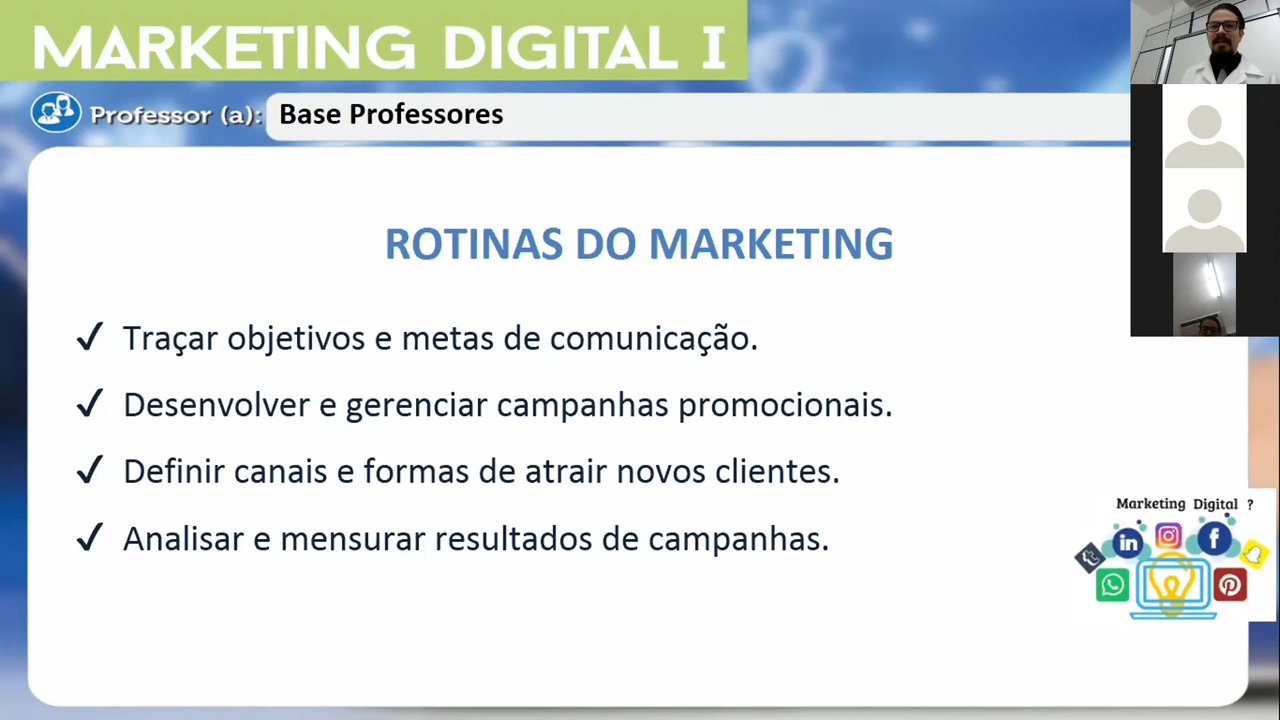 MARKETING DIGITAL I
Professor (a): Base Professores
ROTINAS DO MARKETING
✓ Traçar objetivos e metas de comunicação.
✓ Desenvolver e gerenciar campanhas promocionais.
✓ Definir canais e formas de atrair novos clientes.
✓ Analisar e mensurar resultados de campanhas.
Marketing Digital ?
in f